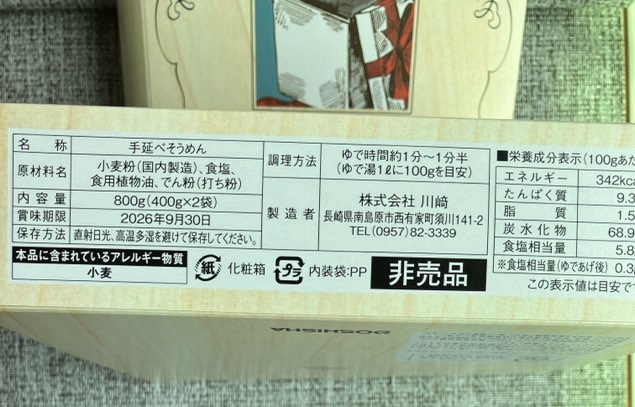 名称 手延べそうめん
原材料名 小麦粉(国内製造)、食塩、
食用植物油、でん粉(打ち粉)
内容量 800g(400g×2袋)
賞味期限 2026年9月30日
保存方法 直射日光、高温多湿を避けて保存してください。
本品に含まれているアレルギー物質
小麦
調理方法 ゆで時間約1分~1分半
(ゆで湯1ℓに100gを目安)
製造者 株式会社 川﨑
長崎県南島原市西有家町須川141-2
TEL(0957)82-3339
紙 化粧箱 プラ 内装袋:PP
非売品
■栄養成分表示(100gあた
エネルギー 342kca
たんぱく質 9.3
脂質 1.5
炭水化物 68.9
食塩相当量 5.8
※食塩相当量(ゆであげ後) 0.3
この表示値は目安で
DOSHISHA